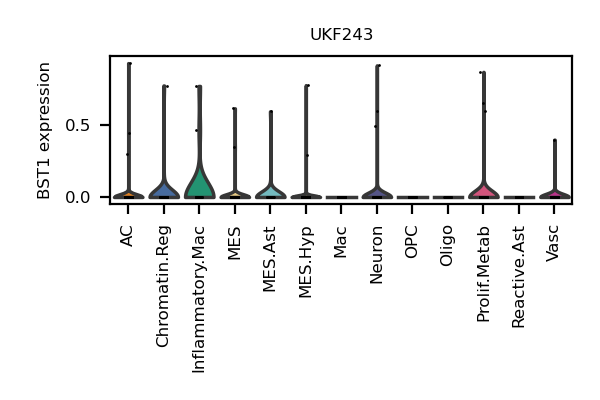 UKF243
BST1 expression
0.5
0.0
AC
Chromatin.Reg
Inflammatory.Mac
MES
MES.Ast
MES.Hyp
Mac
Neuron
OPC
Oligo
Prolif.Metab
Reactive.Ast
Vasc